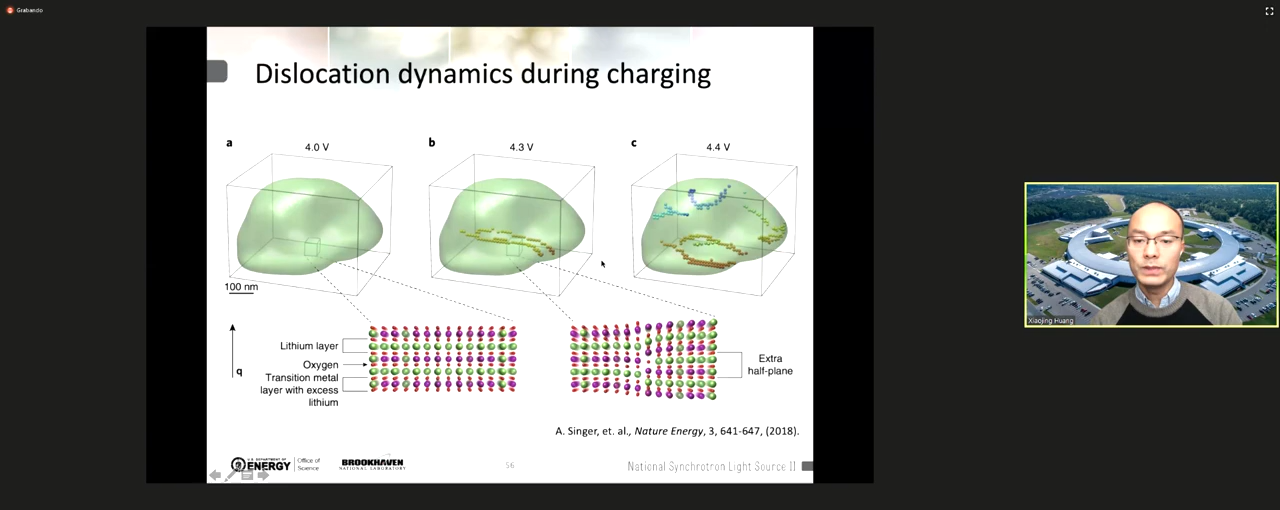 Grabando
Dislocation dynamics during charging
a
4.0 V
b
4.3 V
c
4.4 V
100 nm
q
Lithium layer
Oxygen
Transition metal
layer with excess
lithium
Extra
half-plane
A. Singer, et. al., Nature Energy, 3, 641-647, (2018).
U.S. DEPARTMENT OF
ENERGY
Office of
Science
BROOKHAVEN
NATIONAL LABORATORY
56
National Synchrotron Light Source II
Xiaojing Huang